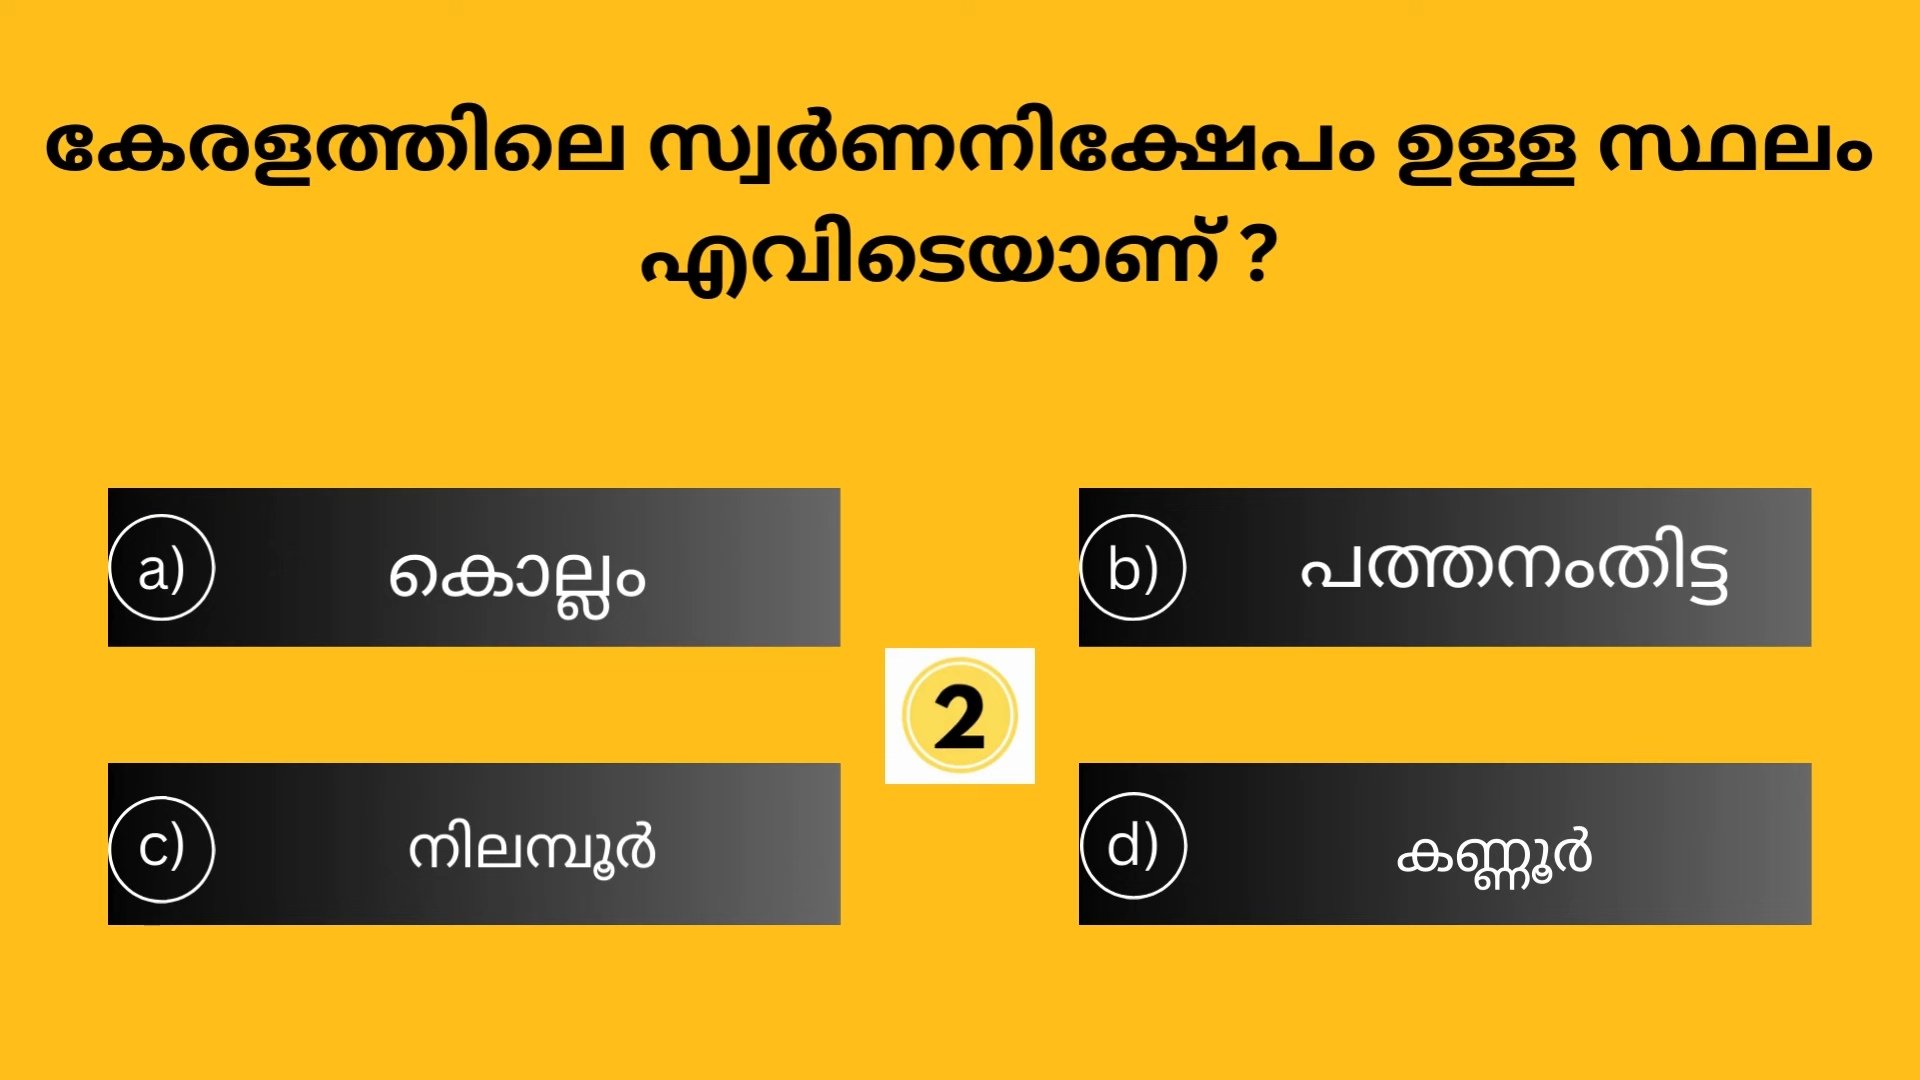 കേരളത്തിലെ സ്വർണനിക്ഷേപം ഉള്ള സ്ഥലം
എവിടെയാണ് ?
a) കൊല്ലം
b) പത്തനംതിട്ട
2
c) നിലമ്പൂർ
d) കണ്ണൂർ